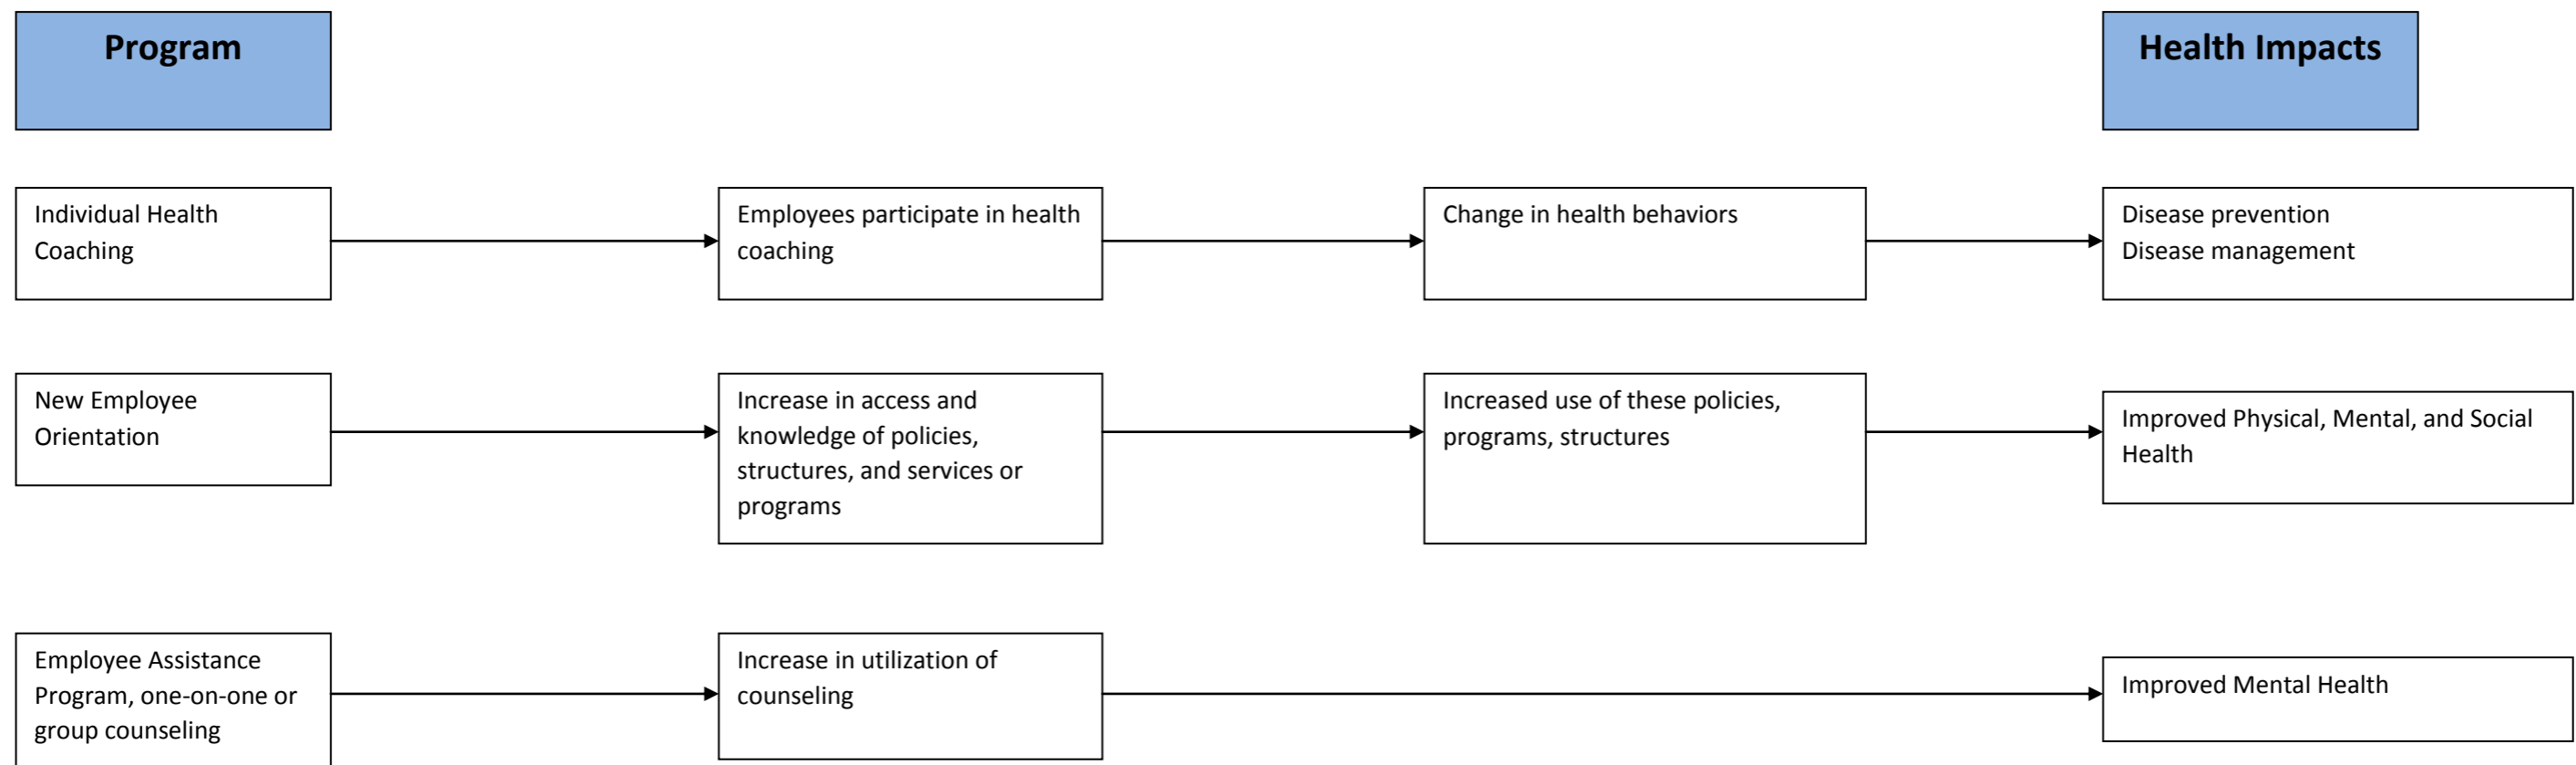 Program
Health Impacts
Individual Health
Coaching
Employees participate in health
coaching
Change in health behaviors
Disease prevention
Disease management
New Employee
Orientation
Increase in access and
knowledge of policies,
structures, and services or
programs
Increased use of these policies,
programs, structures
Improved Physical, Mental, and Social
Health
Employee Assistance
Program, one-on-one or
group counseling
Increase in utilization of
counseling
Improved Mental Health